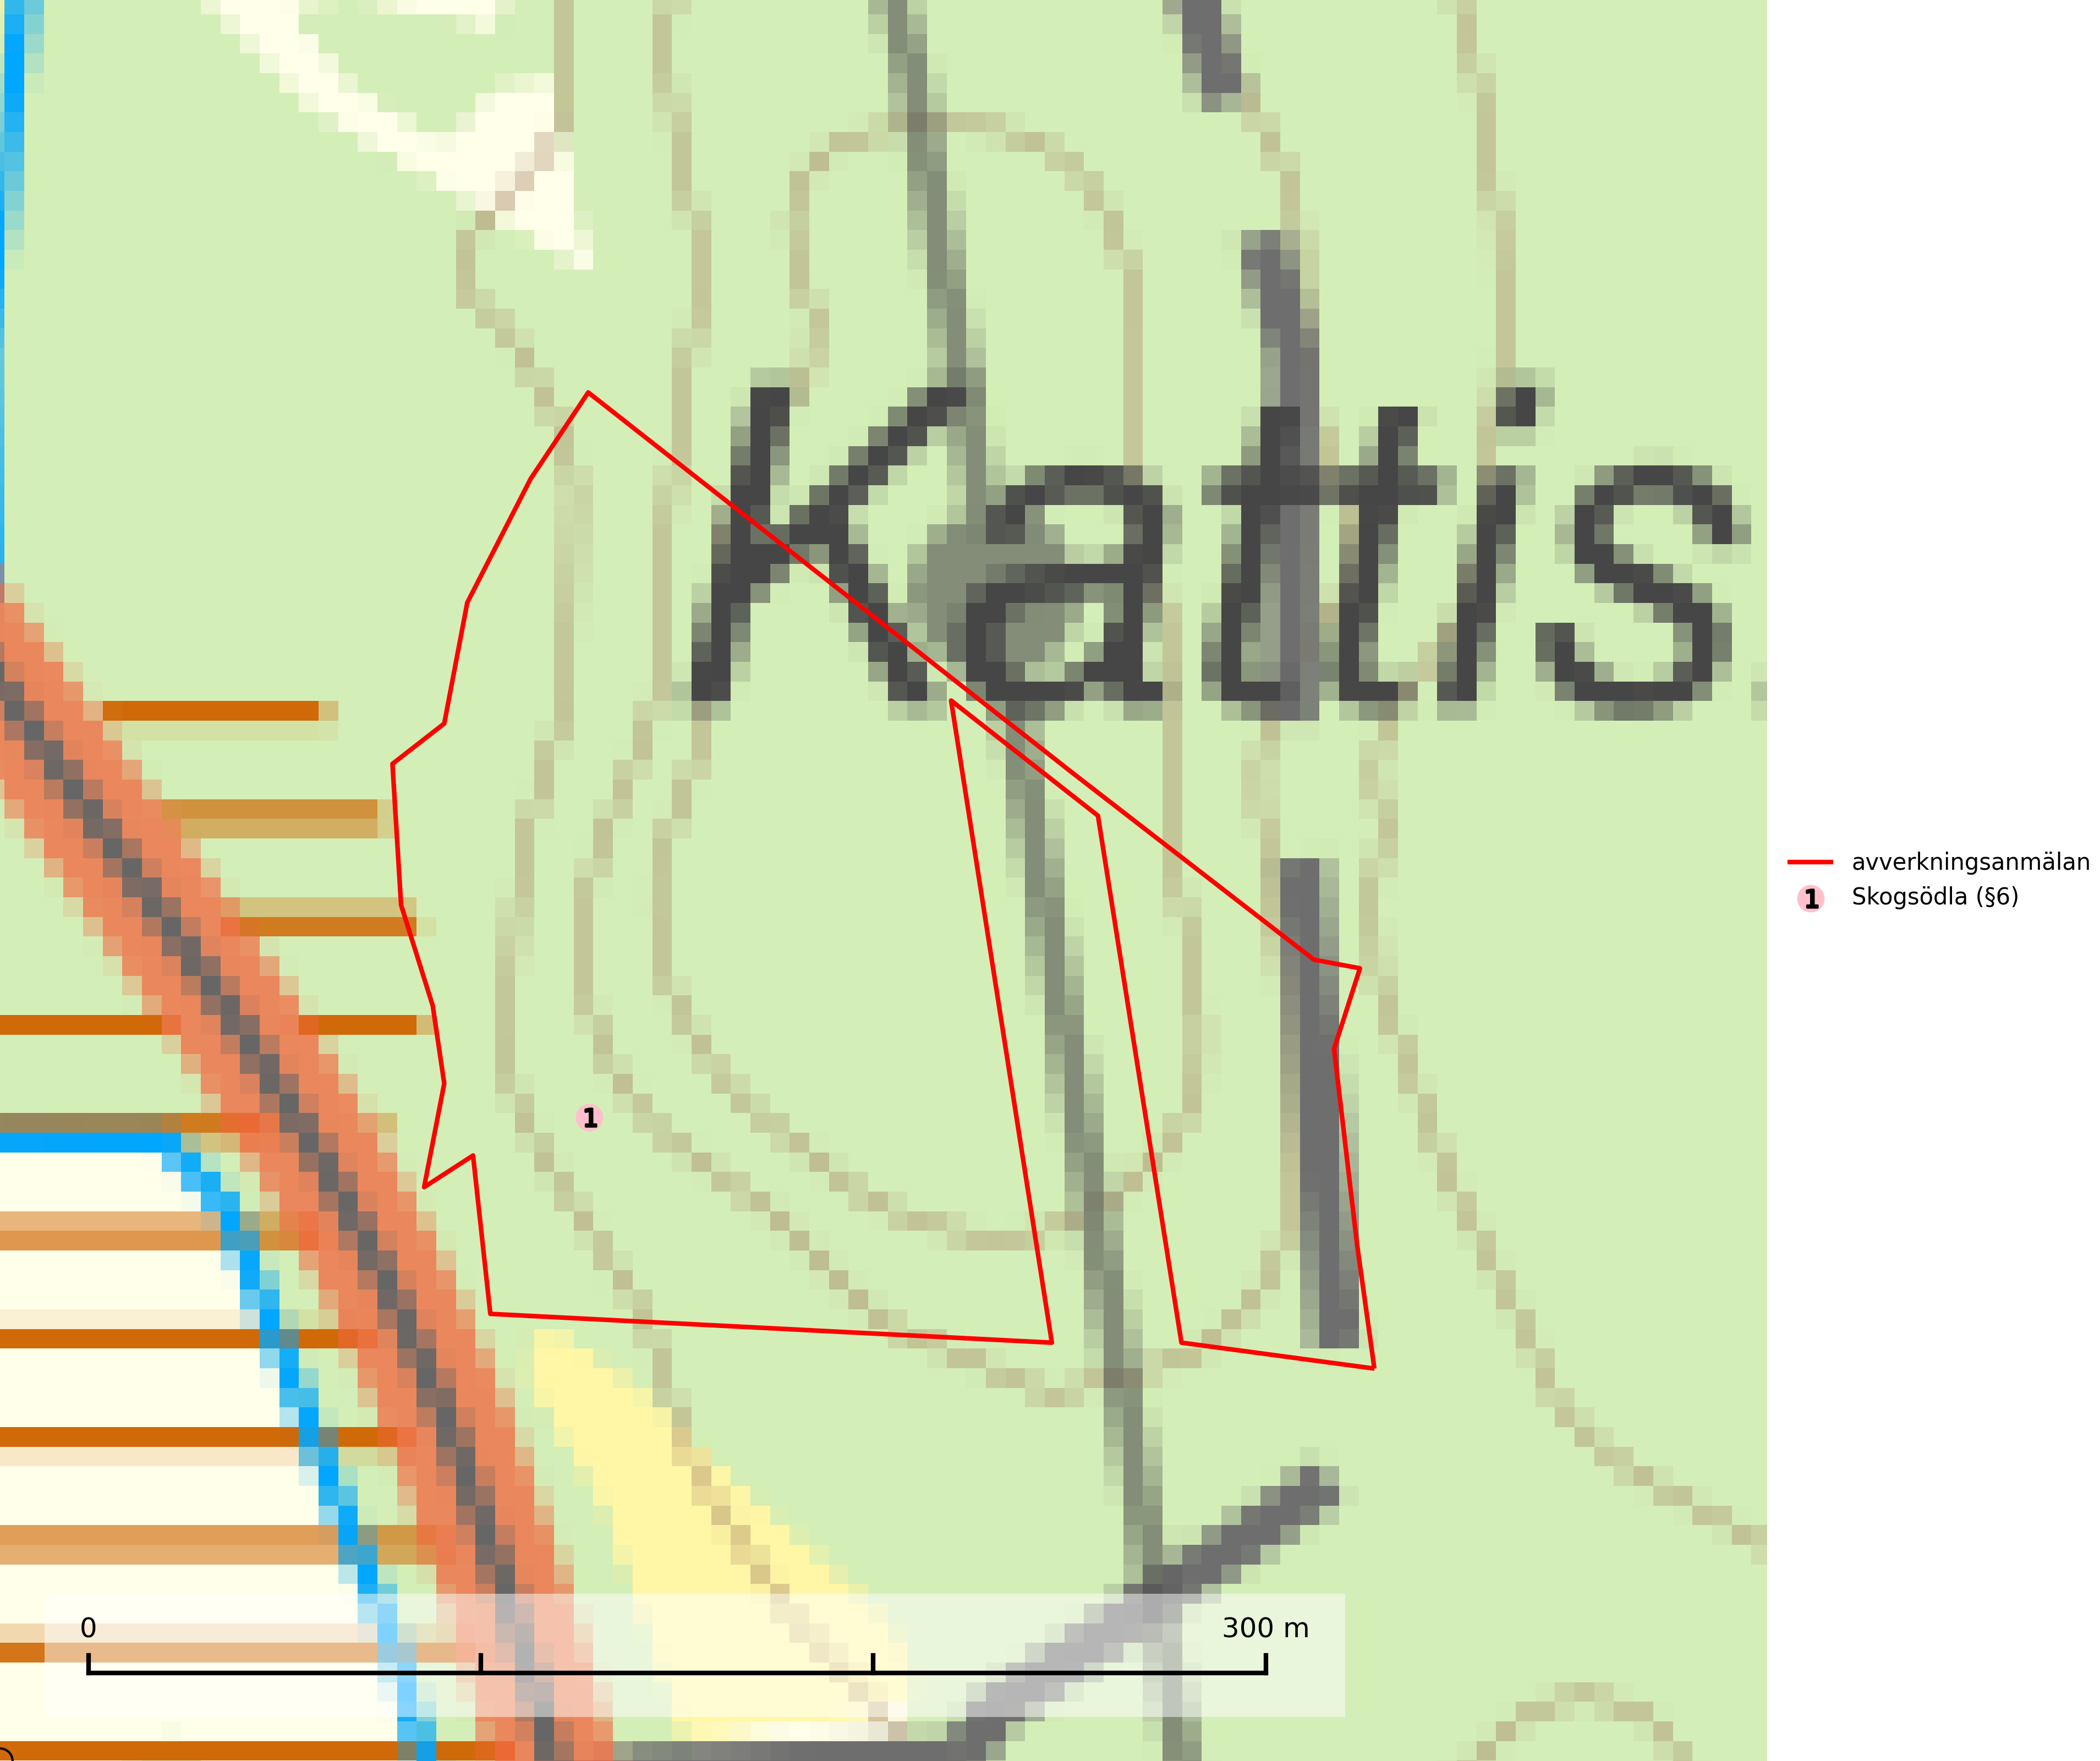 Kattis
avverkningsanmälan
1 Skogsödla (§6)
1
0 300 m